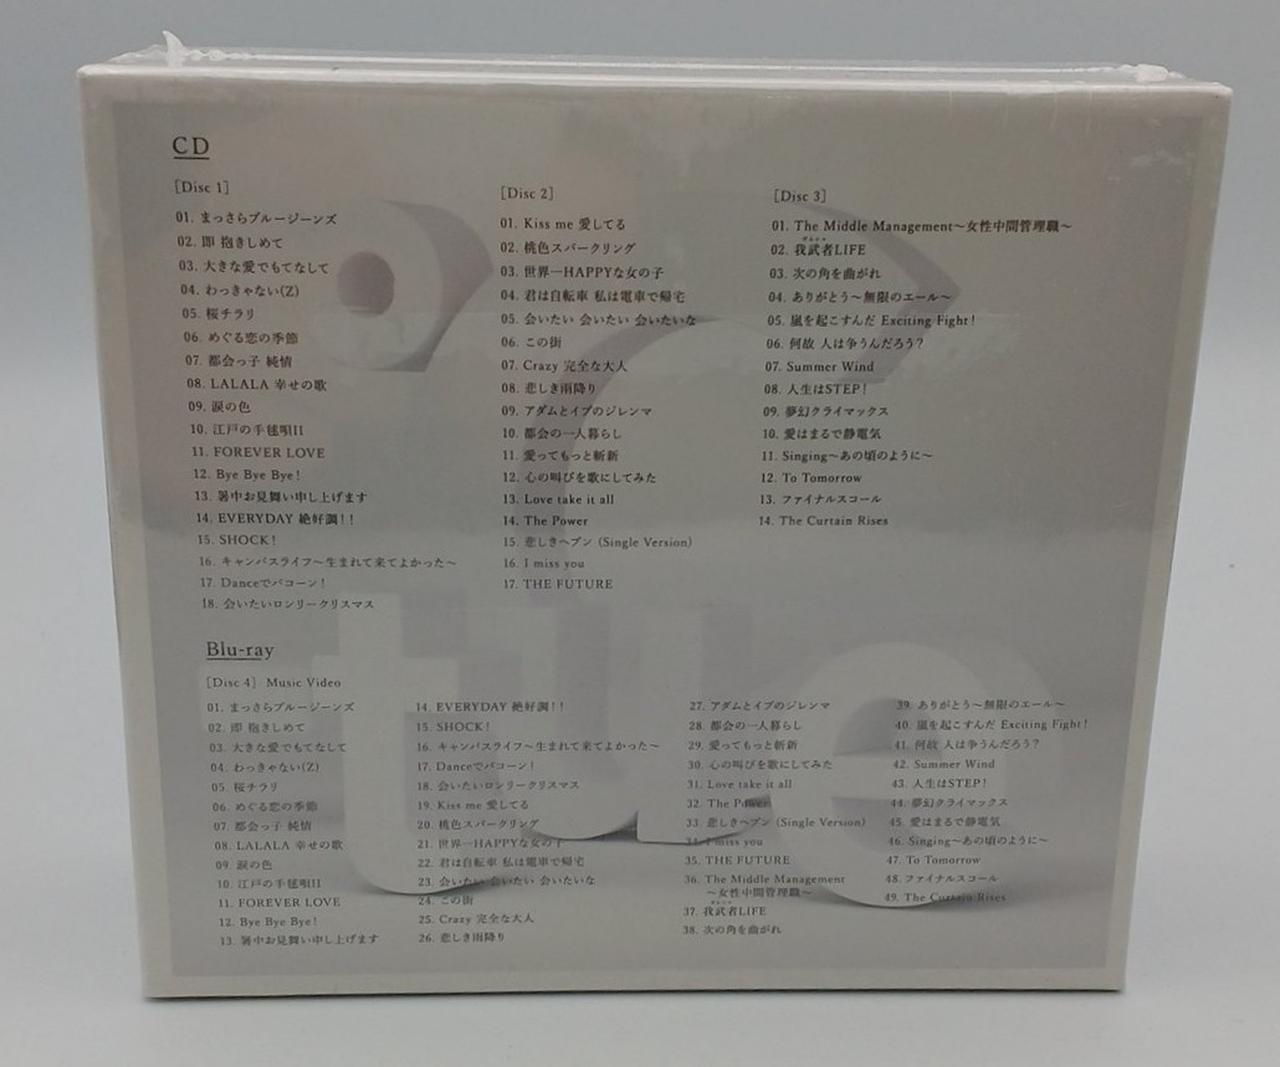 CD
[Disc 1]
01. まっさらブルージーンズ
02. 即 抱きしめて
03. 大きな愛でもてなして
04. わっきゃない(Z)
05. 桜チラリ
06. めぐる恋の季節
07. 都会っ子 純情
08. LALALA 幸せの歌
09. 涙の色
10. 江戸の手毬唄II
11. FOREVER LOVE
12. Bye Bye Bye!
13. 暑中お見舞い申し上げます
14. EVERYDAY 絶好調!!
15. SHOCK!
16. キャンパスライフ〜生まれて来てよかった〜
17. Danceでバコーン!
18. 会いたいロンリークリスマス
[Disc 2]
01. Kiss me 愛してる
02. 桃色スパークリング
03. 世界一HAPPYな女の子
04. 君は自転車 私は電車で帰宅
05. 会いたい 会いたい 会いたいな
06. この街
07. Crazy 完全な大人
08. 悲しき雨降り
09. アダムとイブのジレンマ
10. 都会の一人暮らし
11. 愛ってもっと斬新
12. 心の叫びを歌にしてみた
13. Love take it all
14. The Power
15. 悲しきヘブン (Single Version)
16. I miss you
17. THE FUTURE
[Disc 3]
01. The Middle Management〜女性中間管理職〜
02. 我武者LIFE
03. 次の角を曲がれ
04. ありがとう〜無限のエール〜
05. 嵐を起こすんだ Exciting Fight!
06. 何故 人は争うんだろう?
07. Summer Wind
08. 人生はSTEP!
09. 夢幻クライマックス
10. 愛はまるで静電気
11. Singing〜あの頃のように〜
12. To Tomorrow
13. ファイナルスコール
14. The Curtain Rises
Blu-ray
[Disc 4] Music Video
01. まっさらブルージーンズ
02. 即 抱きしめて
03. 大きな愛でもてなして
04. わっきゃない(Z)
05. 桜チラリ
06. めぐる恋の季節
07. 都会っ子 純情
08. LALALA 幸せの歌
09. 涙の色
10. 江戸の手毬唄II
11. FOREVER LOVE
12. Bye Bye Bye!
13. 暑中お見舞い申し上げます
14. EVERYDAY 絶好調!!
15. SHOCK!
16. キャンパスライフ〜生まれて来てよかった〜
17. Danceでバコーン!
18. 会いたいロンリークリスマス
19. Kiss me 愛してる
20. 桃色スパークリング
21. 世界一HAPPYな女の子
22. 君は自転車 私は電車で帰宅
23. 会いたい 会いたい 会いたいな
24. この街
25. Crazy 完全な大人
26. 悲しき雨降り
27. アダムとイブのジレンマ
28. 都会の一人暮らし
29. 愛ってもっと斬新
30. 心の叫びを歌にしてみた
31. Love take it all
32. The Power
33. 悲しきヘブン (Single Version)
34. I miss you
35. THE FUTURE
36. The Middle Management
〜女性中間管理職〜
37. 我武者LIFE
38. 次の角を曲がれ
39. ありがとう〜無限のエール〜
40. 嵐を起こすんだ Exciting Fight!
41. 何故 人は争うんだろう?
42. Summer Wind
43. 人生はSTEP!
44. 夢幻クライマックス
45. 愛はまるで静電気
46. Singing〜あの頃のように〜
47. To Tomorrow
48. ファイナルスコール
49. The Curtain Rises